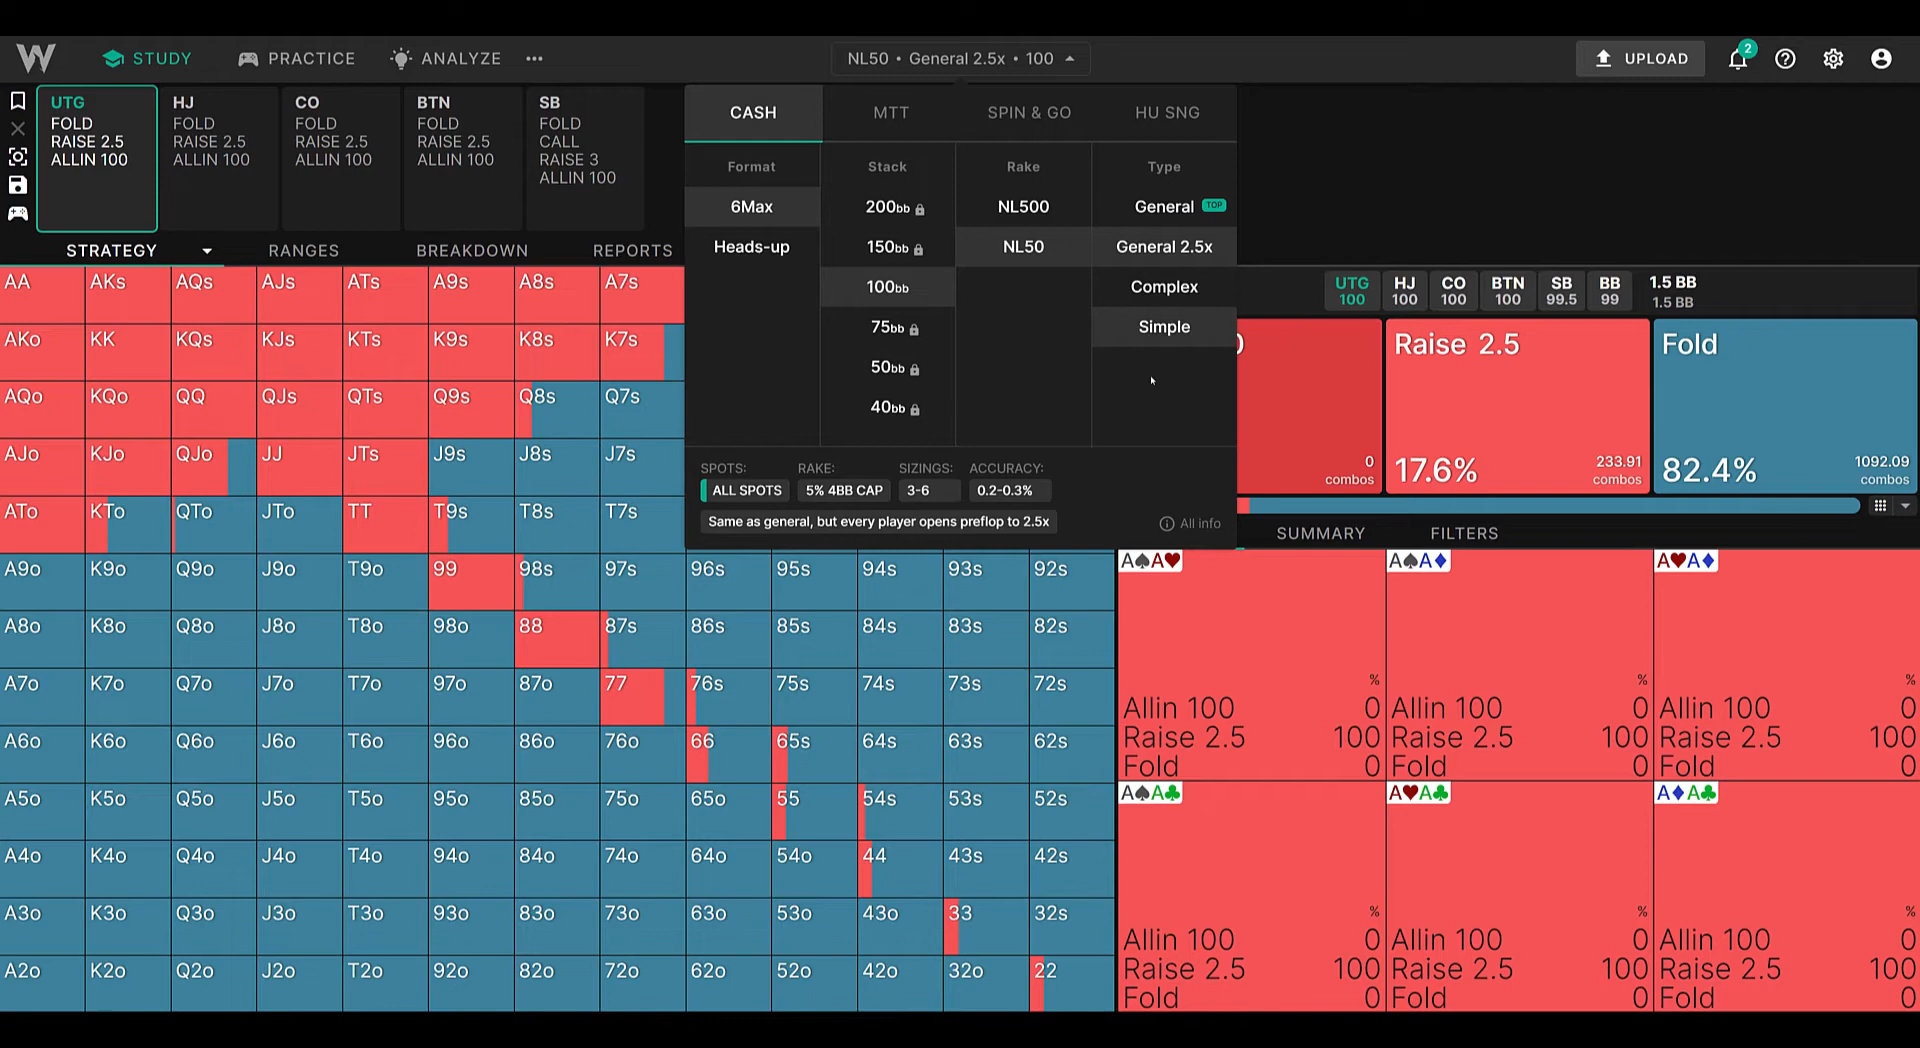 STUDY
PRACTICE
ANALYZE
NL50 • General 2.5x • 100
UPLOAD
2
UTG
FOLD
RAISE 2.5
ALLIN 100
HJ
FOLD
RAISE 2.5
ALLIN 100
CO
FOLD
RAISE 2.5
ALLIN 100
BTN
FOLD
RAISE 2.5
ALLIN 100
SB
FOLD
CALL
RAISE 3
ALLIN 100
CASH MTT SPIN & GO HU SNG
Format Stack Rake Type
6Max 200bb NL500 General TOP
Heads-up 150bb NL50 General 2.5x
100bb Complex
75bb Simple
50bb
40bb
SPOTS: RAKE: SIZINGS: ACCURACY:
ALL SPOTS 5% 4BB CAP 3-6 0.2-0.3%
Same as general, but every player opens preflop to 2.5x
All info
STRATEGY RANGES BREAKDOWN REPORTS
AA AKs AQs AJs ATs A9s A8s A7s
AKo KK KQs KJs KTs K9s K8s K7s
AQo KQo QQ QJs QTs Q9s Q8s Q7s
AJo KJo QJo JJ JTs J9s J8s J7s
ATo KTo QTo JTo TT T9s T8s T7s
A9o K9o Q9o J9o T9o 99 98s 97s 96s 95s 94s 93s 92s
A8o K8o Q8o J8o T8o 98o 88 87s 86s 85s 84s 83s 82s
A7o K7o Q7o J7o T7o 97o 87o 77 76s 75s 74s 73s 72s
A6o K6o Q6o J6o T6o 96o 86o 76o 66 65s 64s 63s 62s
A5o K5o Q5o J5o T5o 95o 85o 75o 65o 55 54s 53s 52s
A4o K4o Q4o J4o T4o 94o 84o 74o 64o 54o 44 43s 42s
A3o K3o Q3o J3o T3o 93o 83o 73o 63o 53o 43o 33 32s
A2o K2o Q2o J2o T2o 92o 82o 72o 62o 52o 42o 32o 22
UTG HJ CO BTN SB BB 1.5 BB
100 100 100 100 99.5 99 1.5 BB
0
combos
Raise 2.5
17.6%
233.91
combos
Fold
82.4%
1092.09
combos
SUMMARY FILTERS
A♠A♥ A♠A♦ A♥A♦
% % %
Allin 100 0 Allin 100 0 Allin 100 0
Raise 2.5 100 Raise 2.5 100 Raise 2.5 100
Fold 0 Fold 0 Fold 0
A♠A♣ A♥A♣ A♦A♣
% % %
Allin 100 0 Allin 100 0 Allin 100 0
Raise 2.5 100 Raise 2.5 100 Raise 2.5 100
Fold 0 Fold 0 Fold 0